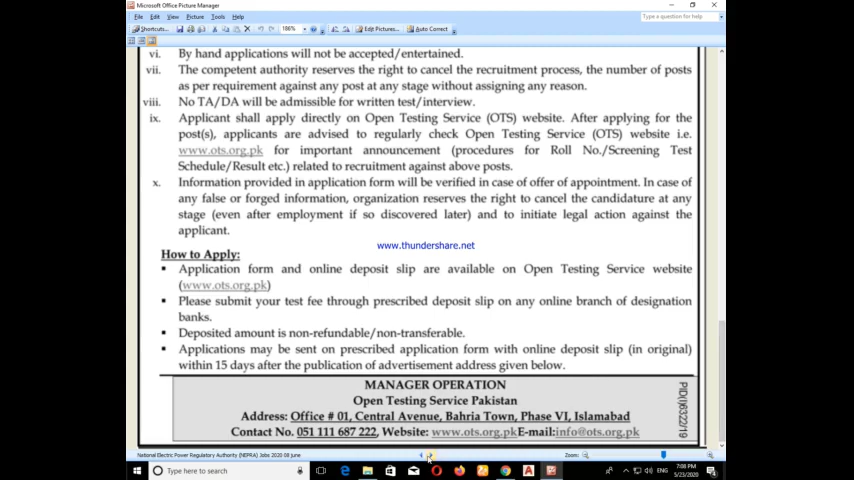 Microsoft Office Picture Manager
File Edit View Picture Tools Help
Type a question for help
Shortcuts... 186% Edit Pictures... Auto Correct
vi. By hand applications will not be accepted/entertained.
vii. The competent authority reserves the right to cancel the recruitment process, the number of posts
as per requirement against any post at any stage without assigning any reason.
viii. No TA/DA will be admissible for written test/interview.
ix. Applicant shall apply directly on Open Testing Service (OTS) website. After applying for the
post(s), applicants are advised to regularly check Open Testing Service (OTS) website i.e.
www.ots.org.pk for important announcement (procedures for Roll No./Screening Test
Schedule/Result etc.) related to recruitment against above posts.
x. Information provided in application form will be verified in case of offer of appointment. In case of
any false or forged information, organization reserves the right to cancel the candidature at any
stage (even after employment if so discovered later) and to initiate legal action against the
applicant.
www.thundershare.net
How to Apply:
▪ Application form and online deposit slip are available on Open Testing Service website
(www.ots.org.pk)
▪ Please submit your test fee through prescribed deposit slip on any online branch of designation
banks.
▪ Deposited amount is non-refundable/non-transferable.
▪ Applications may be sent on prescribed application form with online deposit slip (in original)
within 15 days after the publication of advertisement address given below.
MANAGER OPERATION
Open Testing Service Pakistan
Address: Office # 01, Central Avenue, Bahria Town, Phase VI, Islamabad
Contact No. 051 111 687 222, Website: www.ots.org.pkE-mail:info@ots.org.pk
PID(I)6322/19
National Electric Power Regulatory Authority (NEPRA) Jobs 2020 08 June
Zoom:
Type here to search
ENG
7:08 PM
5/23/2020